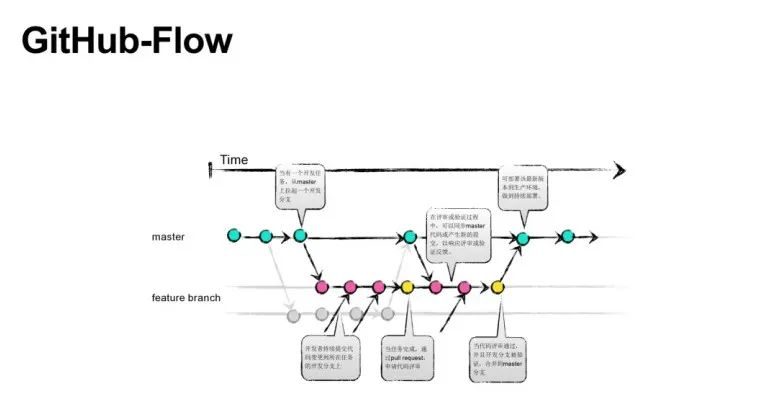 GitHub-Flow
Time
当有一个开发任
务，从master
上拉起一个开发
分支
可部署该最新版
本到生产环境，
做到持续部署。
在评审或验证过程
中，可以同步master
代码或产生新的提
交，以响应评审或验
证反馈。
master
feature branch
开发者持续提交代
码变更到所在任务
的开发分支上
当任务完成，通
过pull request,
申请代码评审
当代码评审通过，
并且开发分支被验
证，合并到master
分支